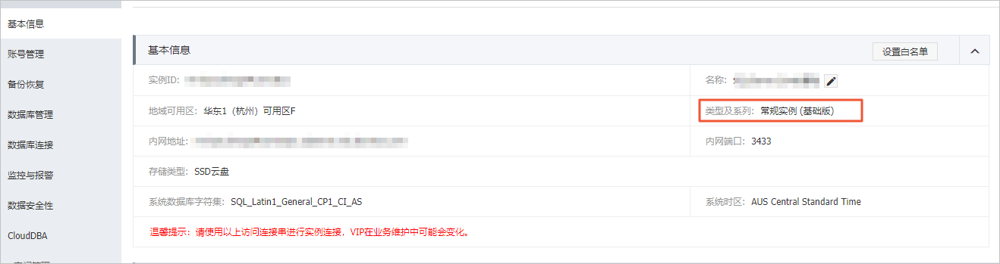 基本信息
账号管理
备份恢复
数据库管理
数据库连接
监控与报警
数据安全性
CloudDBA
基本信息
设置白名单
实例ID:
名称:
地域可用区: 华东1（杭州）可用区F
类型及系列: 常规实例 (基础版)
内网地址:
内网端口: 3433
存储类型: SSD云盘
系统数据库字符集: SQL_Latin1_General_CP1_CI_AS
系统时区: AUS Central Standard Time
温馨提示：请使用以上访问连接串进行实例连接，VIP在业务维护中可能会变化。